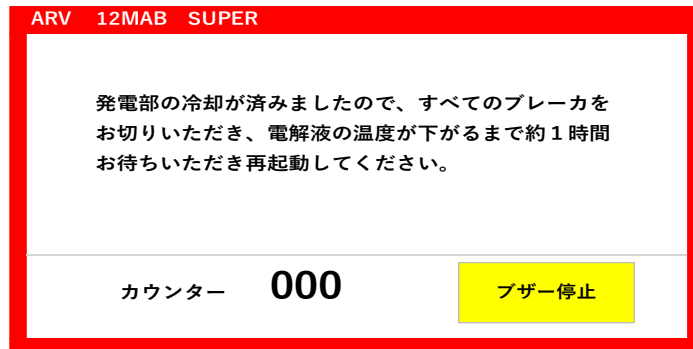 ARV 12MAB SUPER
発電部の冷却が済みましたので、すべてのブレーカを
お切りいただき、電解液の温度が下がるまで約１時間
お待ちいただき再起動してください。
カウンター 000 ブザー停止